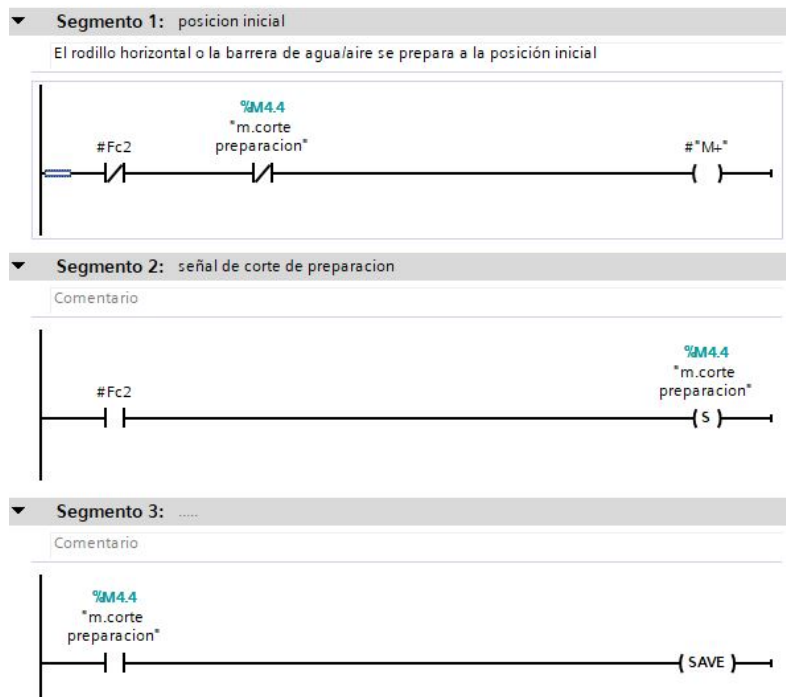 Segmento 1: posicion inicial
El rodillo horizontal o la barrera de agua/aire se prepara a la posición inicial
%M4.4
"m.corte
preparacion"
#Fc2
#"M+"
Segmento 2: señal de corte de preparacion
Comentario
%M4.4
"m.corte
preparacion"
#Fc2
S
Segmento 3: .....
Comentario
%M4.4
"m.corte
preparacion"
SAVE